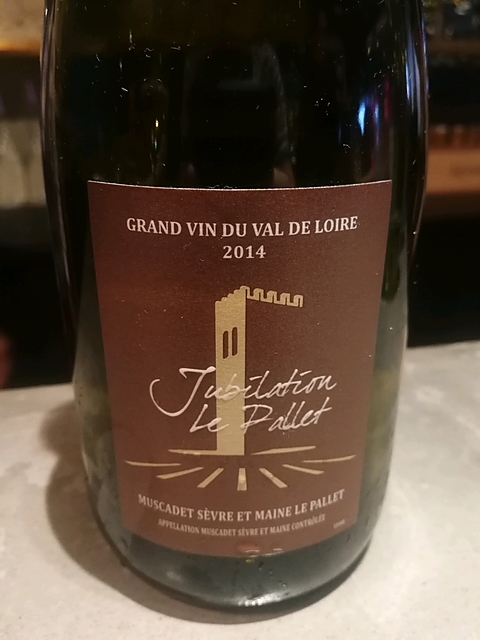 GRAND VIN DU VAL DE LOIRE
2014
Jubilation
Le Pallet
MUSCADET SÈVRE ET MAINE LE PALLET
APPELLATION MUSCADET SÈVRE ET MAINE CONTRÔLÉE